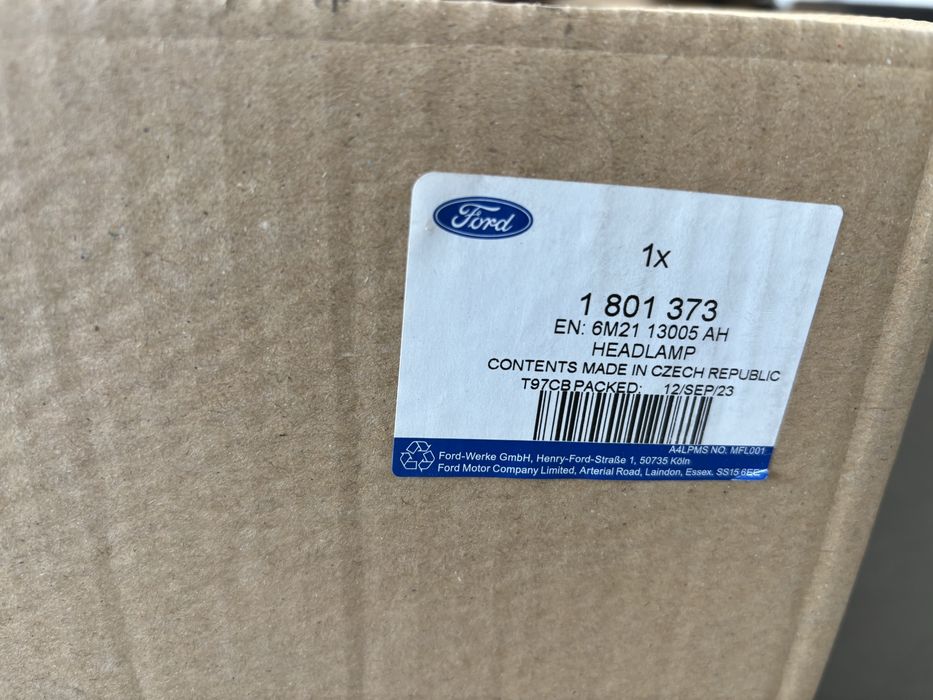 Ford
1x
1 801 373
EN: 6M21 13005 AH
HEADLAMP
CONTENTS MADE IN CZECH REPUBLIC
T97CB PACKED: 12/SEP/23
A4LPMS NO. MFL001
Ford-Werke GmbH, Henry-Ford-Straße 1, 50735 Köln
Ford Motor Company Limited, Arterial Road, Laindon, Essex. SS15 6EE